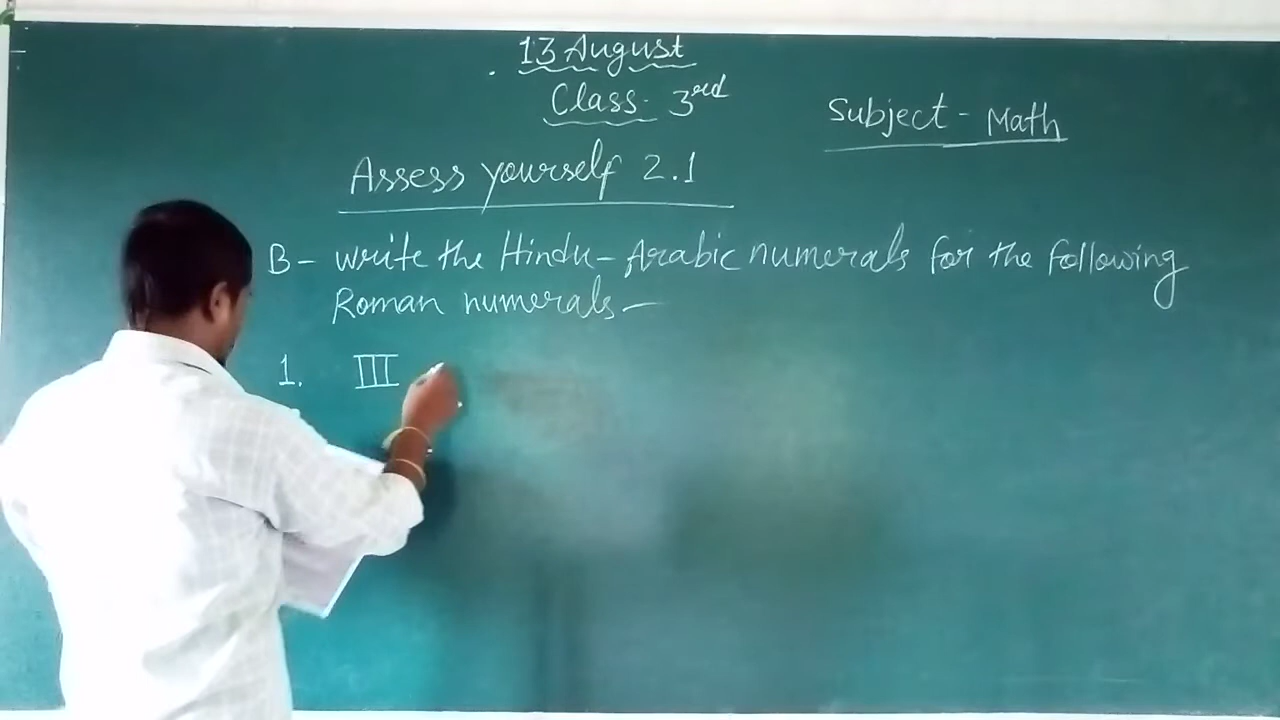 13 August
Class - 3rd
Subject - Math
Assess yourself 2.1
B - write the Hindu - Arabic numerals for the following
Roman numerals -
1. III